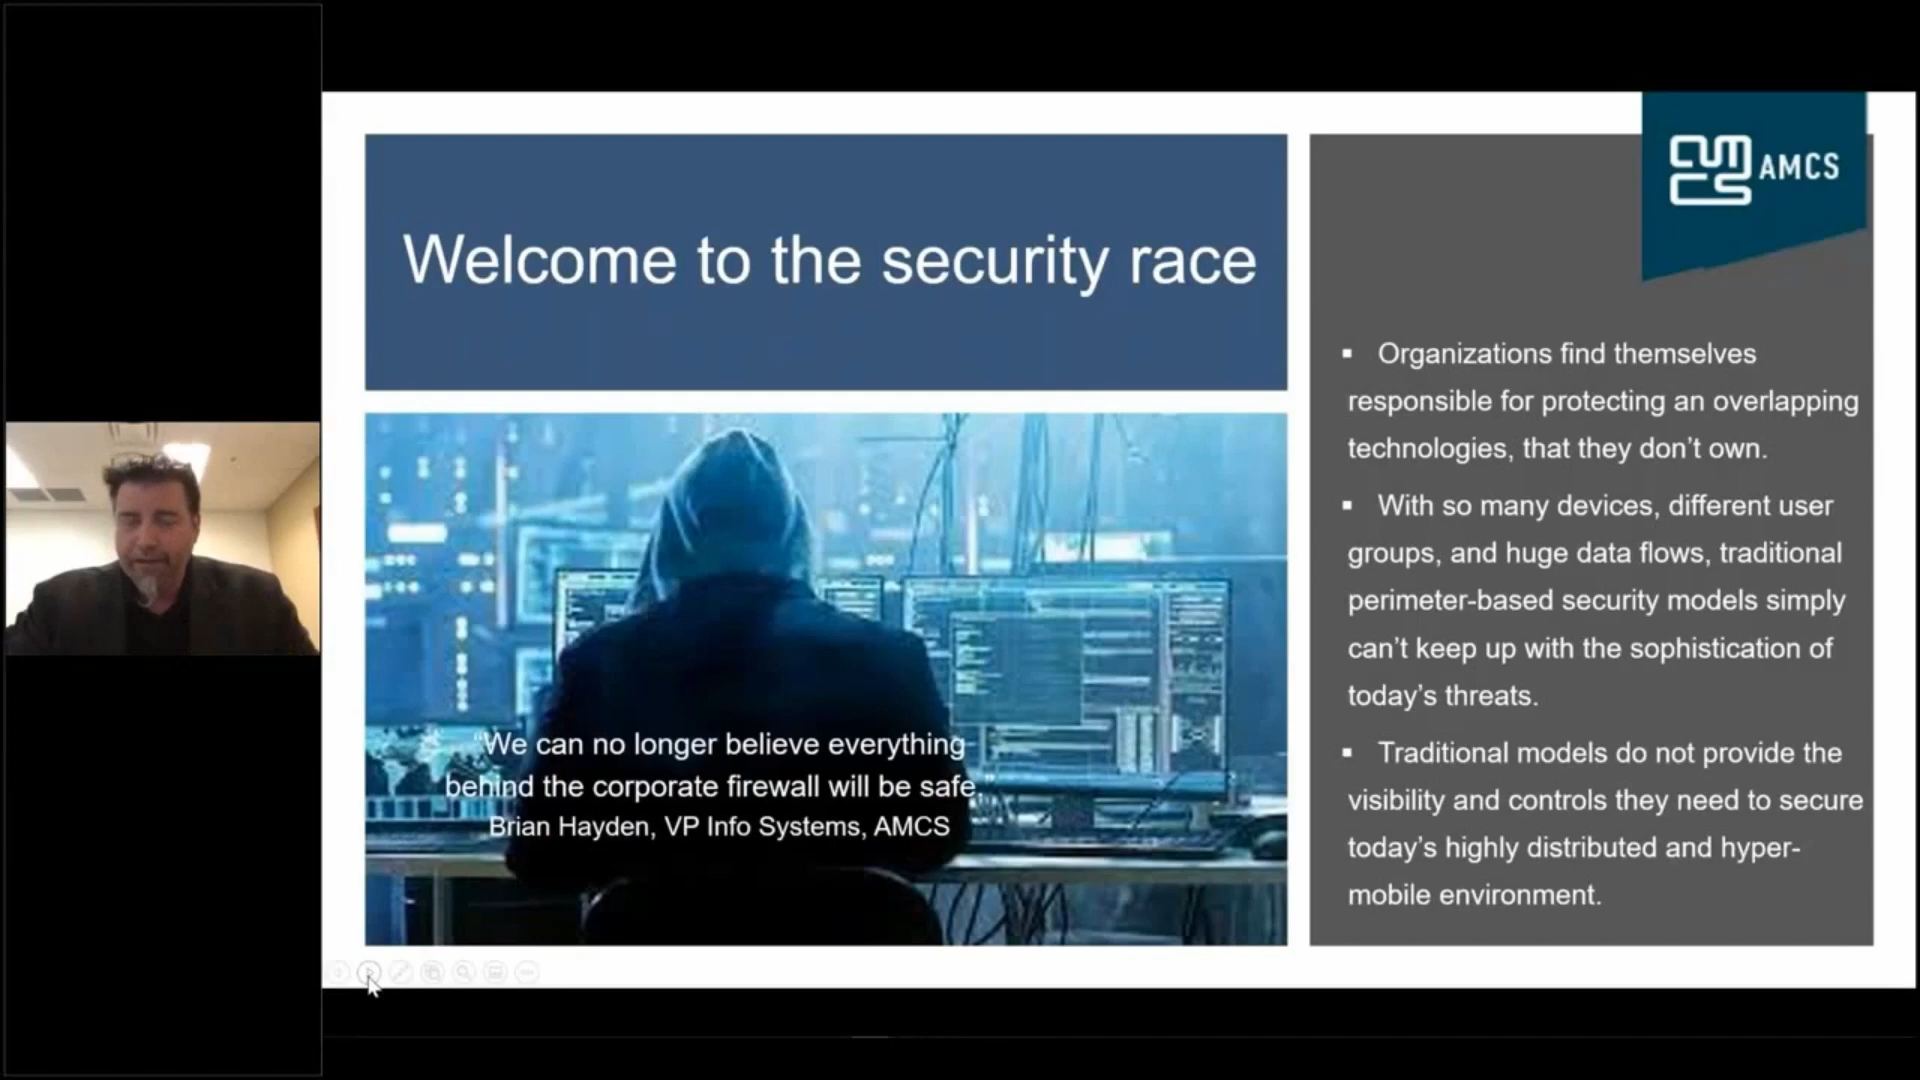 Welcome to the security race
AMCS
“We can no longer believe everything
behind the corporate firewall will be safe.”
Brian Hayden, VP Info Systems, AMCS
▪ Organizations find themselves
responsible for protecting an overlapping
technologies, that they don’t own.
▪ With so many devices, different user
groups, and huge data flows, traditional
perimeter-based security models simply
can’t keep up with the sophistication of
today’s threats.
▪ Traditional models do not provide the
visibility and controls they need to secure
today’s highly distributed and hyper-
mobile environment.